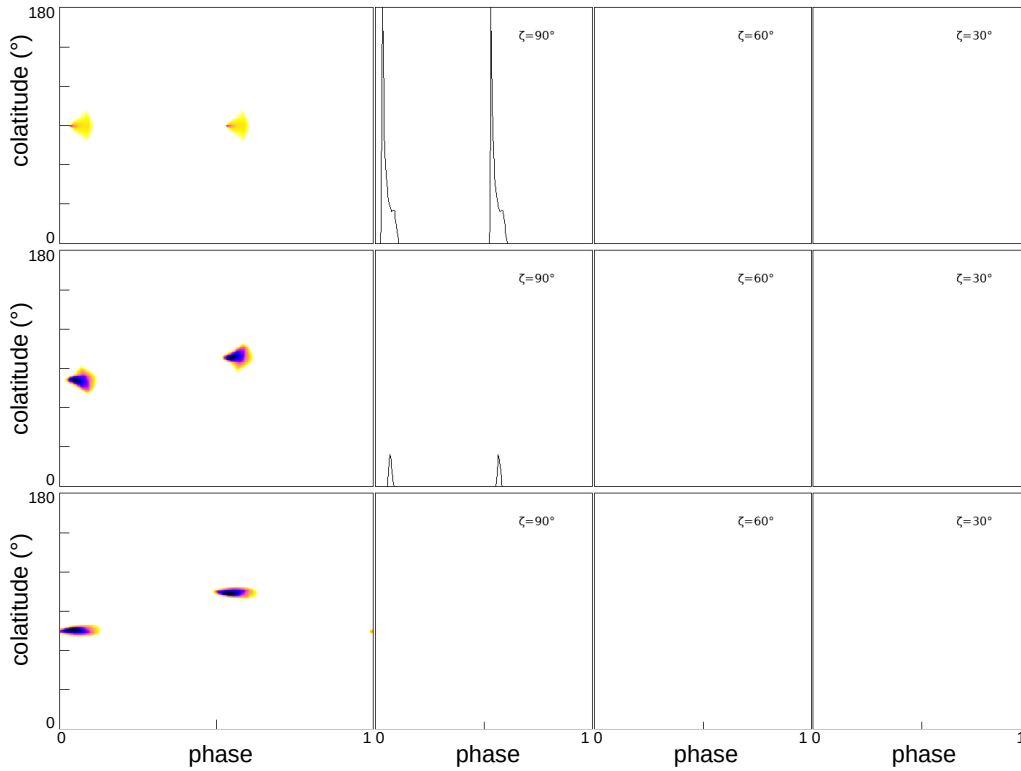 180
colatitude (°)
0
ζ=90°
ζ=60°
ζ=30°
180
colatitude (°)
0
ζ=90°
ζ=60°
ζ=30°
180
colatitude (°)
0
ζ=90°
ζ=60°
ζ=30°
0 1 0 1 0 1 0 1
phase phase phase phase